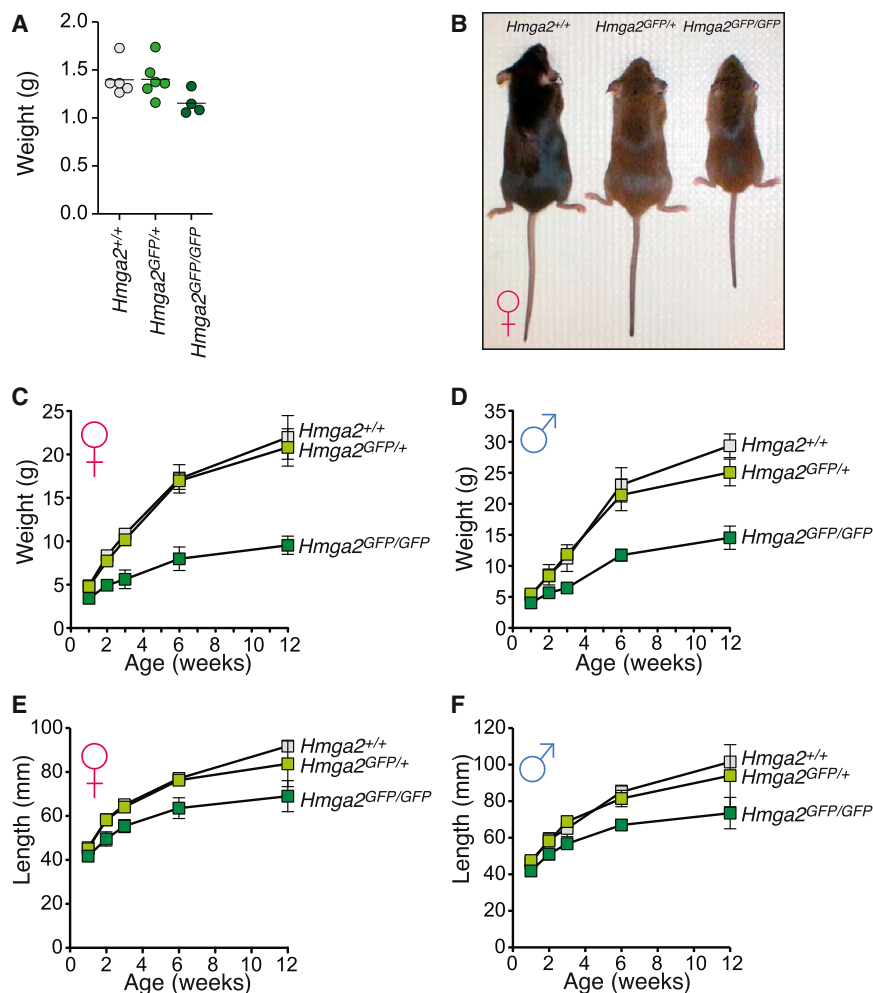 A
Weight (g)
2.0
1.5
1.0
0.5
0.0
Hmga2+/+
Hmga2GFP/+
Hmga2GFP/GFP
B
Hmga2+/+ Hmga2GFP/+ Hmga2GFP/GFP
C
Weight (g)
25
20
15
10
5
0
0 2 4 6 8 10 12
Age (weeks)
Hmga2+/+
Hmga2GFP/+
Hmga2GFP/GFP
D
Weight (g)
35
30
25
20
15
10
5
0
0 2 4 6 8 10 12
Age (weeks)
Hmga2+/+
Hmga2GFP/+
Hmga2GFP/GFP
E
Length (mm)
100
80
60
40
20
0
0 2 4 6 8 10 12
Age (weeks)
Hmga2+/+
Hmga2GFP/+
Hmga2GFP/GFP
F
Length (mm)
120
100
80
60
40
20
0
0 2 4 6 8 10 12
Age (weeks)
Hmga2+/+
Hmga2GFP/+
Hmga2GFP/GFP